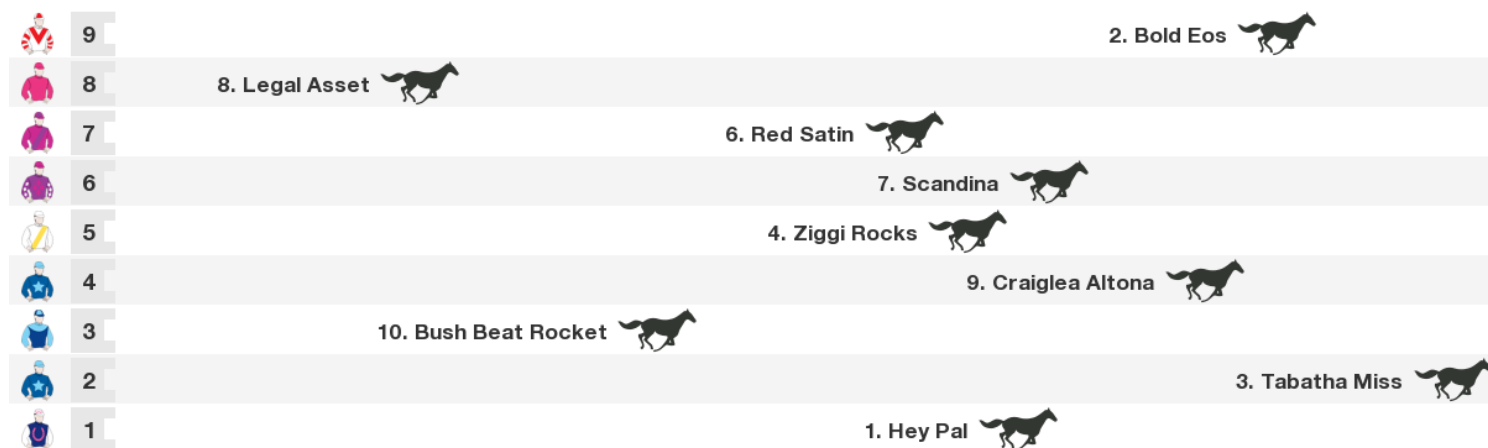 9 2. Bold Eos
8 8. Legal Asset
7 6. Red Satin
6 7. Scandina
5 4. Ziggi Rocks
4 9. Craiglea Altona
3 10. Bush Beat Rocket
2 3. Tabatha Miss
1 1. Hey Pal